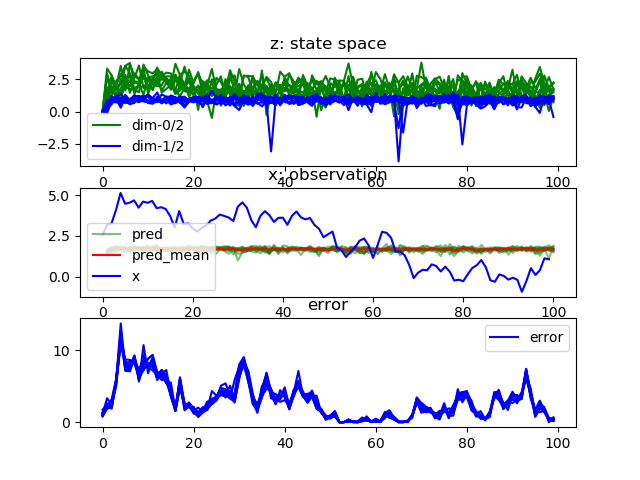 z: state space
2.5
0.0
−2.5
dim-0/2
dim-1/2
0 20 40 60 80 100
x: observation
5.0
2.5
0.0
pred
pred_mean
x
0 20 40 60 80 100
error
10
0
error
0 20 40 60 80 100